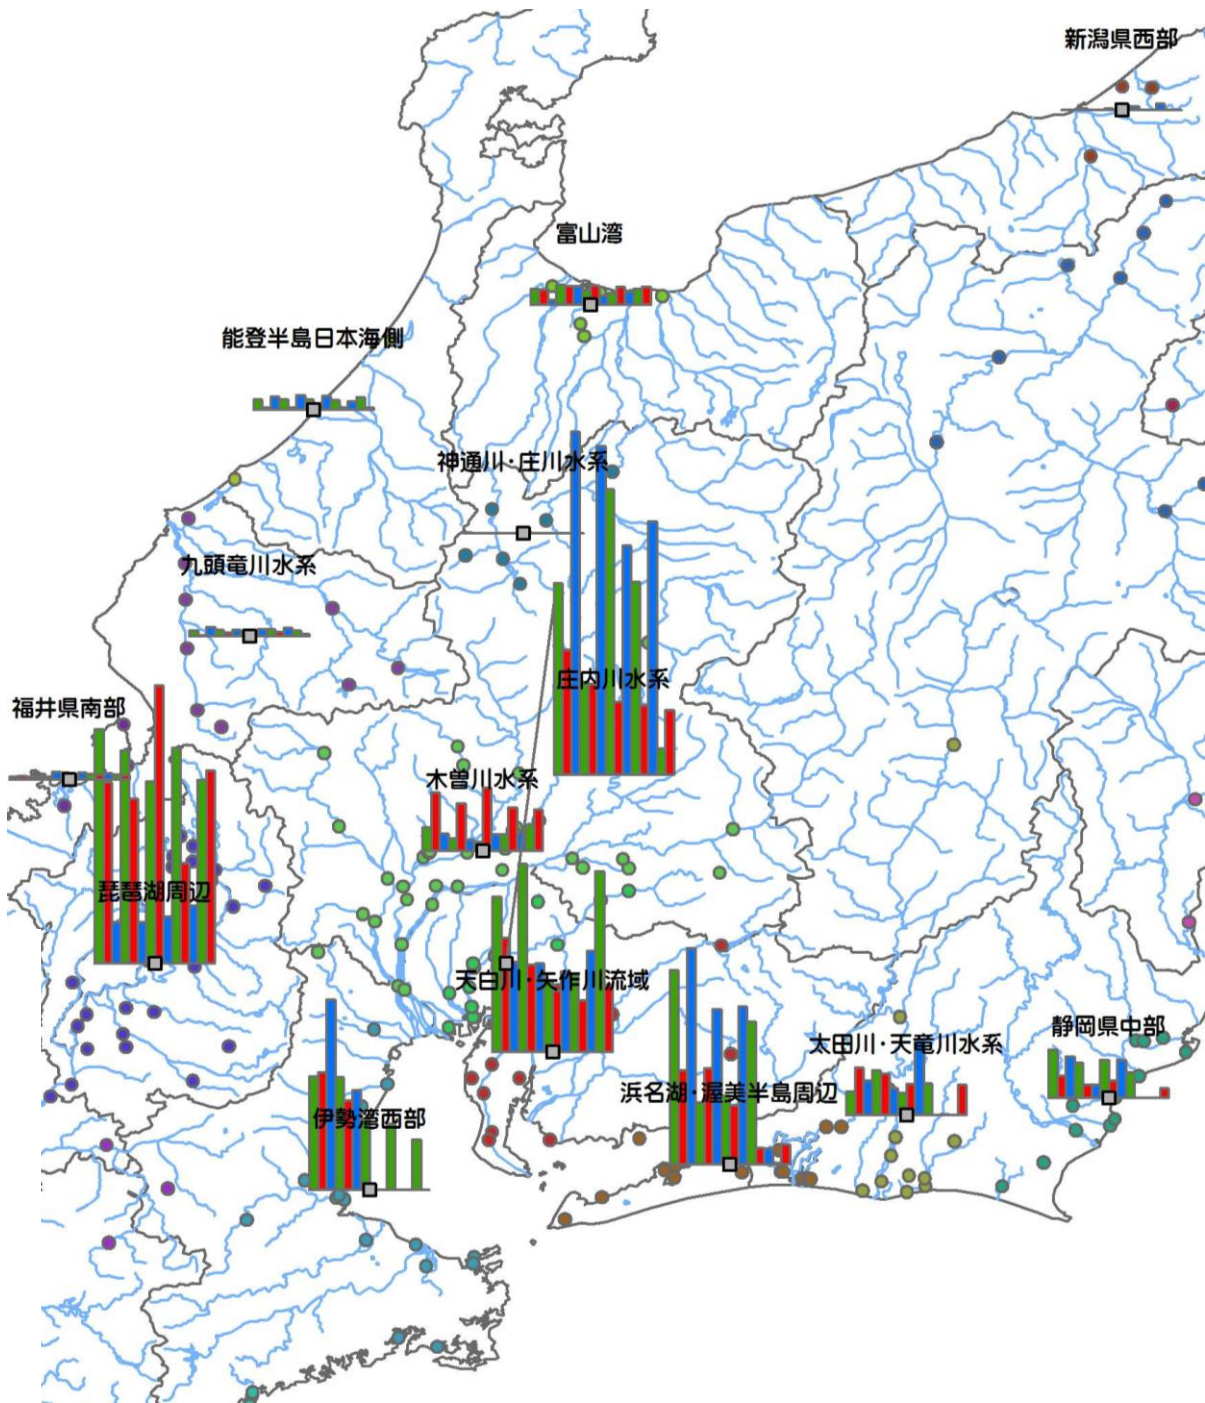 新潟県西部
富山湾
能登半島日本海側
神通川・庄川水系
九頭竜川水系
庄内川水系
福井県南部
木曽川水系
琵琶湖周辺
天白川・矢作川流域
静岡県中部
太田川・天竜川水系
浜名湖・渥美半島周辺
伊勢湾西部